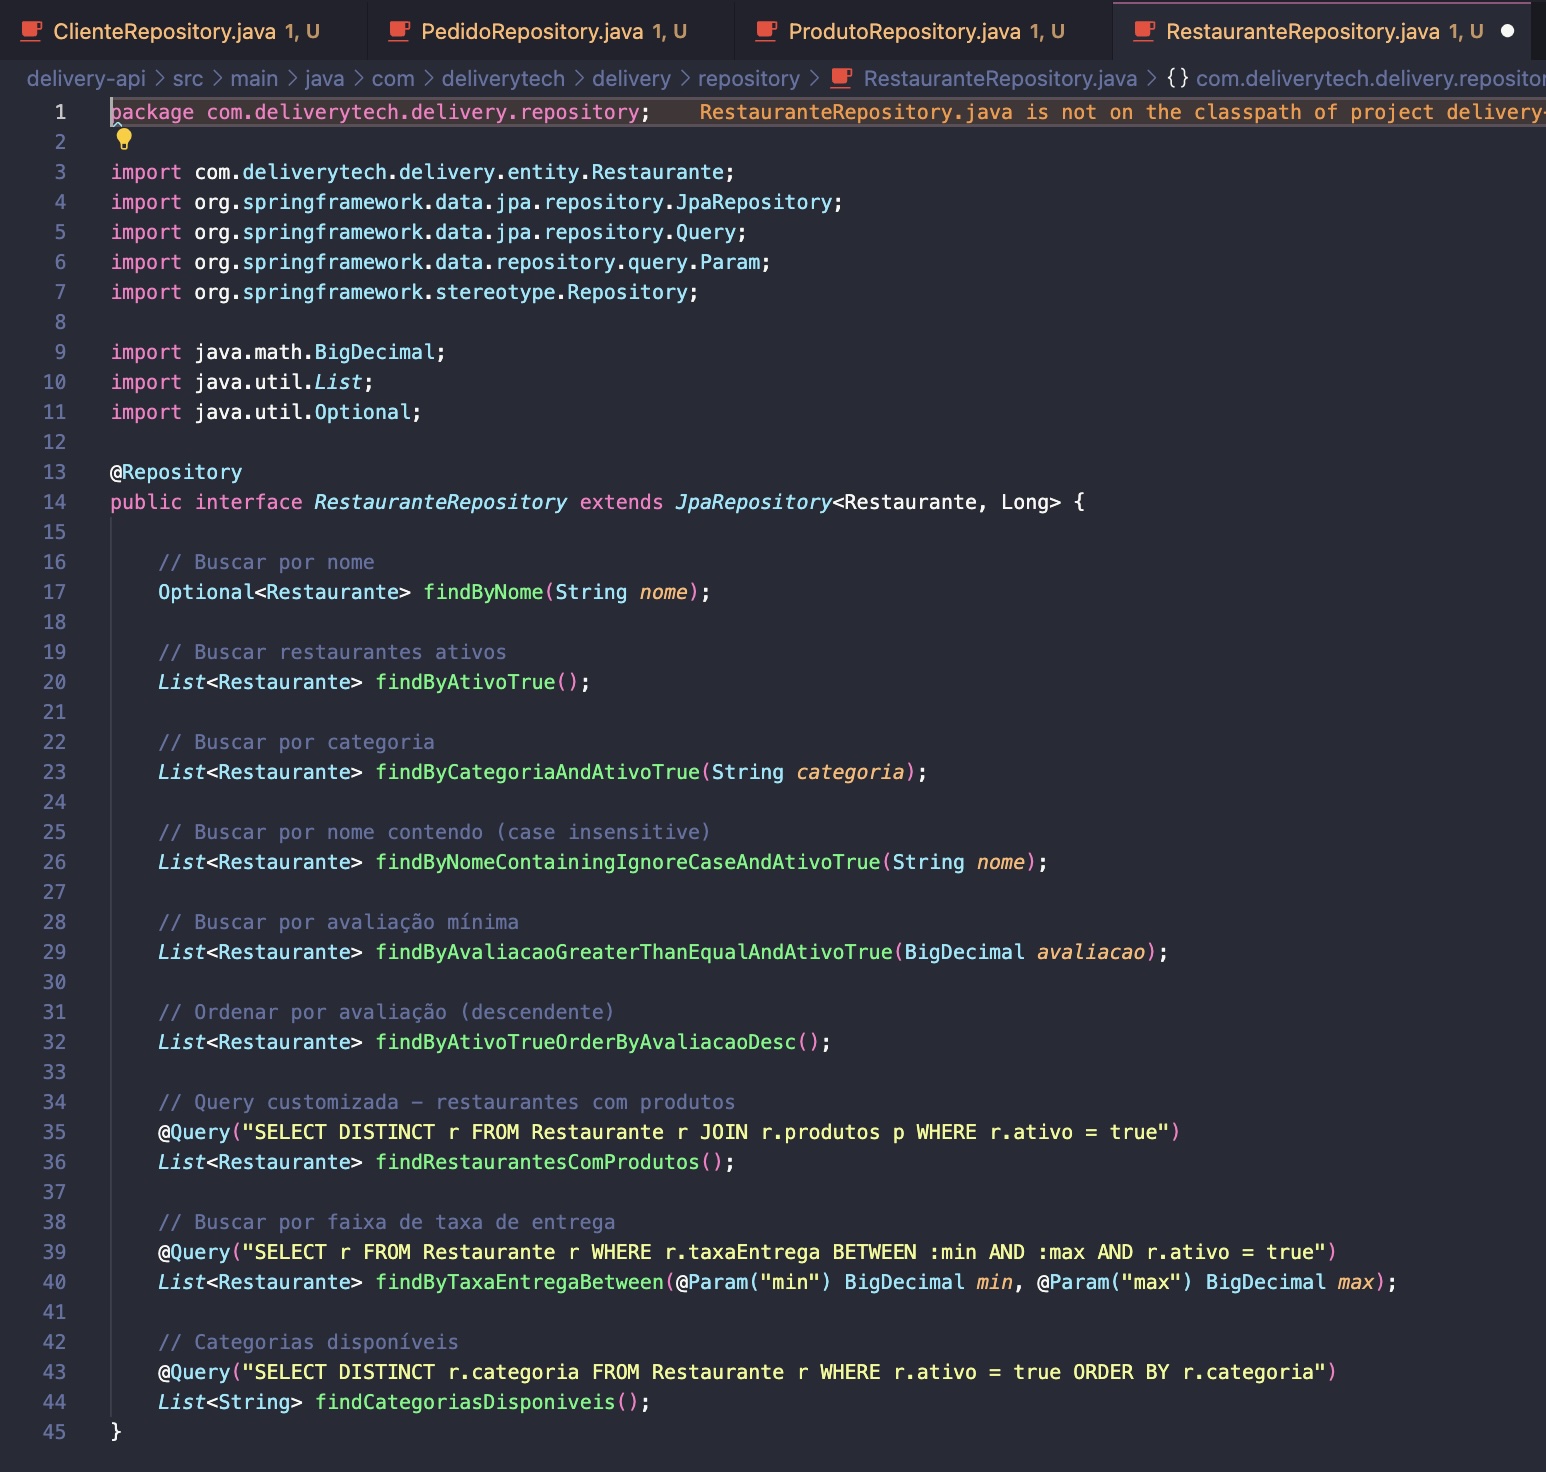 ClienteRepository.java 1, U PedidoRepository.java 1, U ProdutoRepository.java 1, U RestauranteRepository.java 1, U
delivery-api > src > main > java > com > deliverytech > delivery > repository > RestauranteRepository.java > {} com.deliverytech.delivery.repositor
1 package com.deliverytech.delivery.repository; RestauranteRepository.java is not on the classpath of project delivery-
2
3 import com.deliverytech.delivery.entity.Restaurante;
4 import org.springframework.data.jpa.repository.JpaRepository;
5 import org.springframework.data.jpa.repository.Query;
6 import org.springframework.data.repository.query.Param;
7 import org.springframework.stereotype.Repository;
8
9 import java.math.BigDecimal;
10 import java.util.List;
11 import java.util.Optional;
12
13 @Repository
14 public interface RestauranteRepository extends JpaRepository<Restaurante, Long> {
15
16 // Buscar por nome
17 Optional<Restaurante> findByNome(String nome);
18
19 // Buscar restaurantes ativos
20 List<Restaurante> findByAtivoTrue();
21
22 // Buscar por categoria
23 List<Restaurante> findByCategoriaAndAtivoTrue(String categoria);
24
25 // Buscar por nome contendo (case insensitive)
26 List<Restaurante> findByNomeContainingIgnoreCaseAndAtivoTrue(String nome);
27
28 // Buscar por avaliação mínima
29 List<Restaurante> findByAvaliacaoGreaterThanEqualAndAtivoTrue(BigDecimal avaliacao);
30
31 // Ordenar por avaliação (descendente)
32 List<Restaurante> findByAtivoTrueOrderByAvaliacaoDesc();
33
34 // Query customizada – restaurantes com produtos
35 @Query("SELECT DISTINCT r FROM Restaurante r JOIN r.produtos p WHERE r.ativo = true")
36 List<Restaurante> findRestaurantesComProdutos();
37
38 // Buscar por faixa de taxa de entrega
39 @Query("SELECT r FROM Restaurante r WHERE r.taxaEntrega BETWEEN :min AND :max AND r.ativo = true")
40 List<Restaurante> findByTaxaEntregaBetween(@Param("min") BigDecimal min, @Param("max") BigDecimal max);
41
42 // Categorias disponíveis
43 @Query("SELECT DISTINCT r.categoria FROM Restaurante r WHERE r.ativo = true ORDER BY r.categoria")
44 List<String> findCategoriasDisponiveis();
45 }